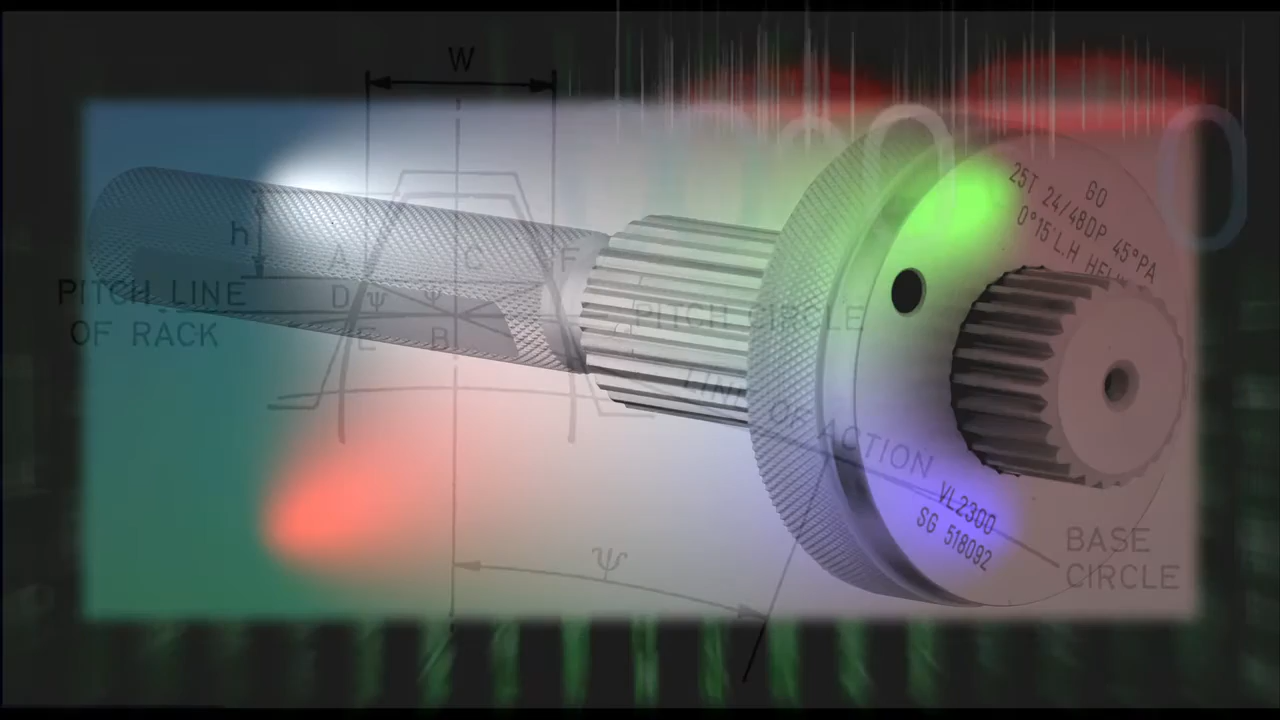 W
GO
25T 24/48DP 45°PA
0°15'L.H HELIX
h
A
C
F
PITCH LINE
OF RACK
D
ψ
ψ
E
B
PITCH CIRCLE
LINE OF ACTION
VL2300
SG 518092
BASE
CIRCLE
ψ